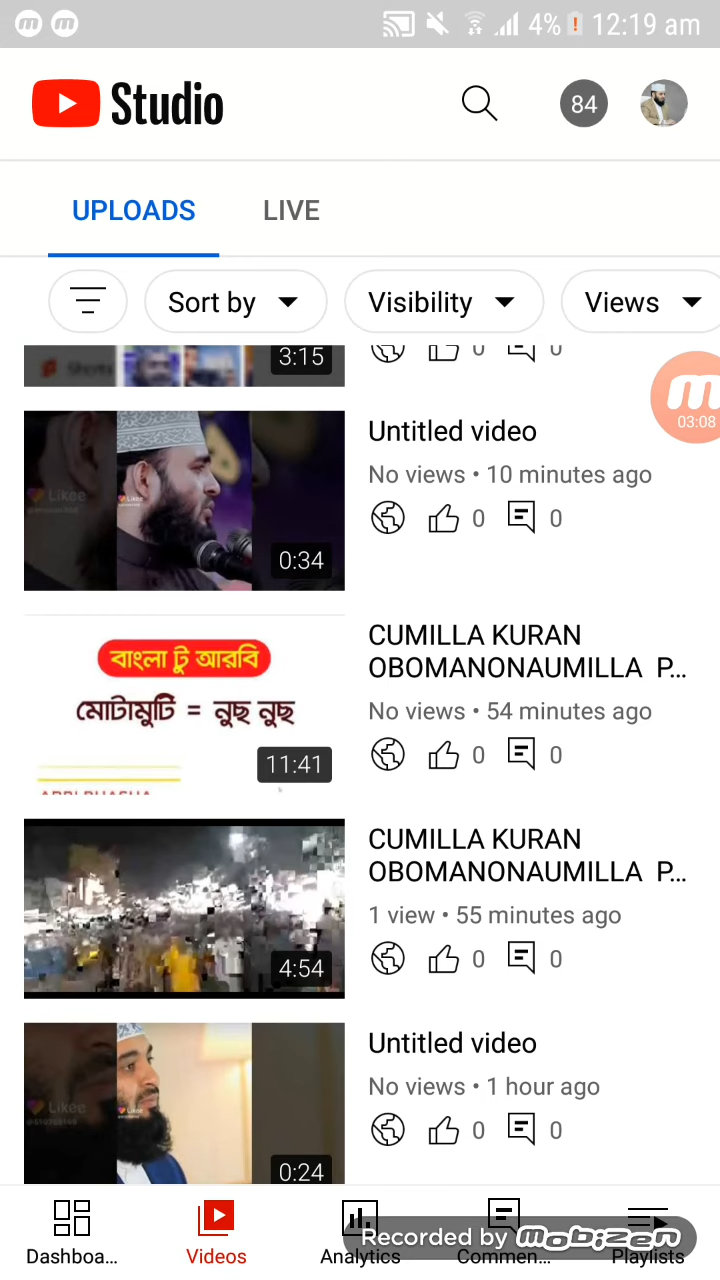 4% 12:19 am
Studio
84
UPLOADS LIVE
Sort by Visibility Views
3:15
0 0
03:08
Untitled video
No views • 10 minutes ago
0 0
Likee
Likee
0:34
CUMILLA KURAN
OBOMANONAUMILLA P...
No views • 54 minutes ago
0 0
বাংলা টু আরবি
মোটামুটি = নুছ নুছ
11:41
CUMILLA KURAN
OBOMANONAUMILLA P...
1 view • 55 minutes ago
0 0
4:54
Untitled video
No views • 1 hour ago
0 0
Likee
0:24
Recorded by mobizen
Dashboa... Videos Analytics Commen... Playlists